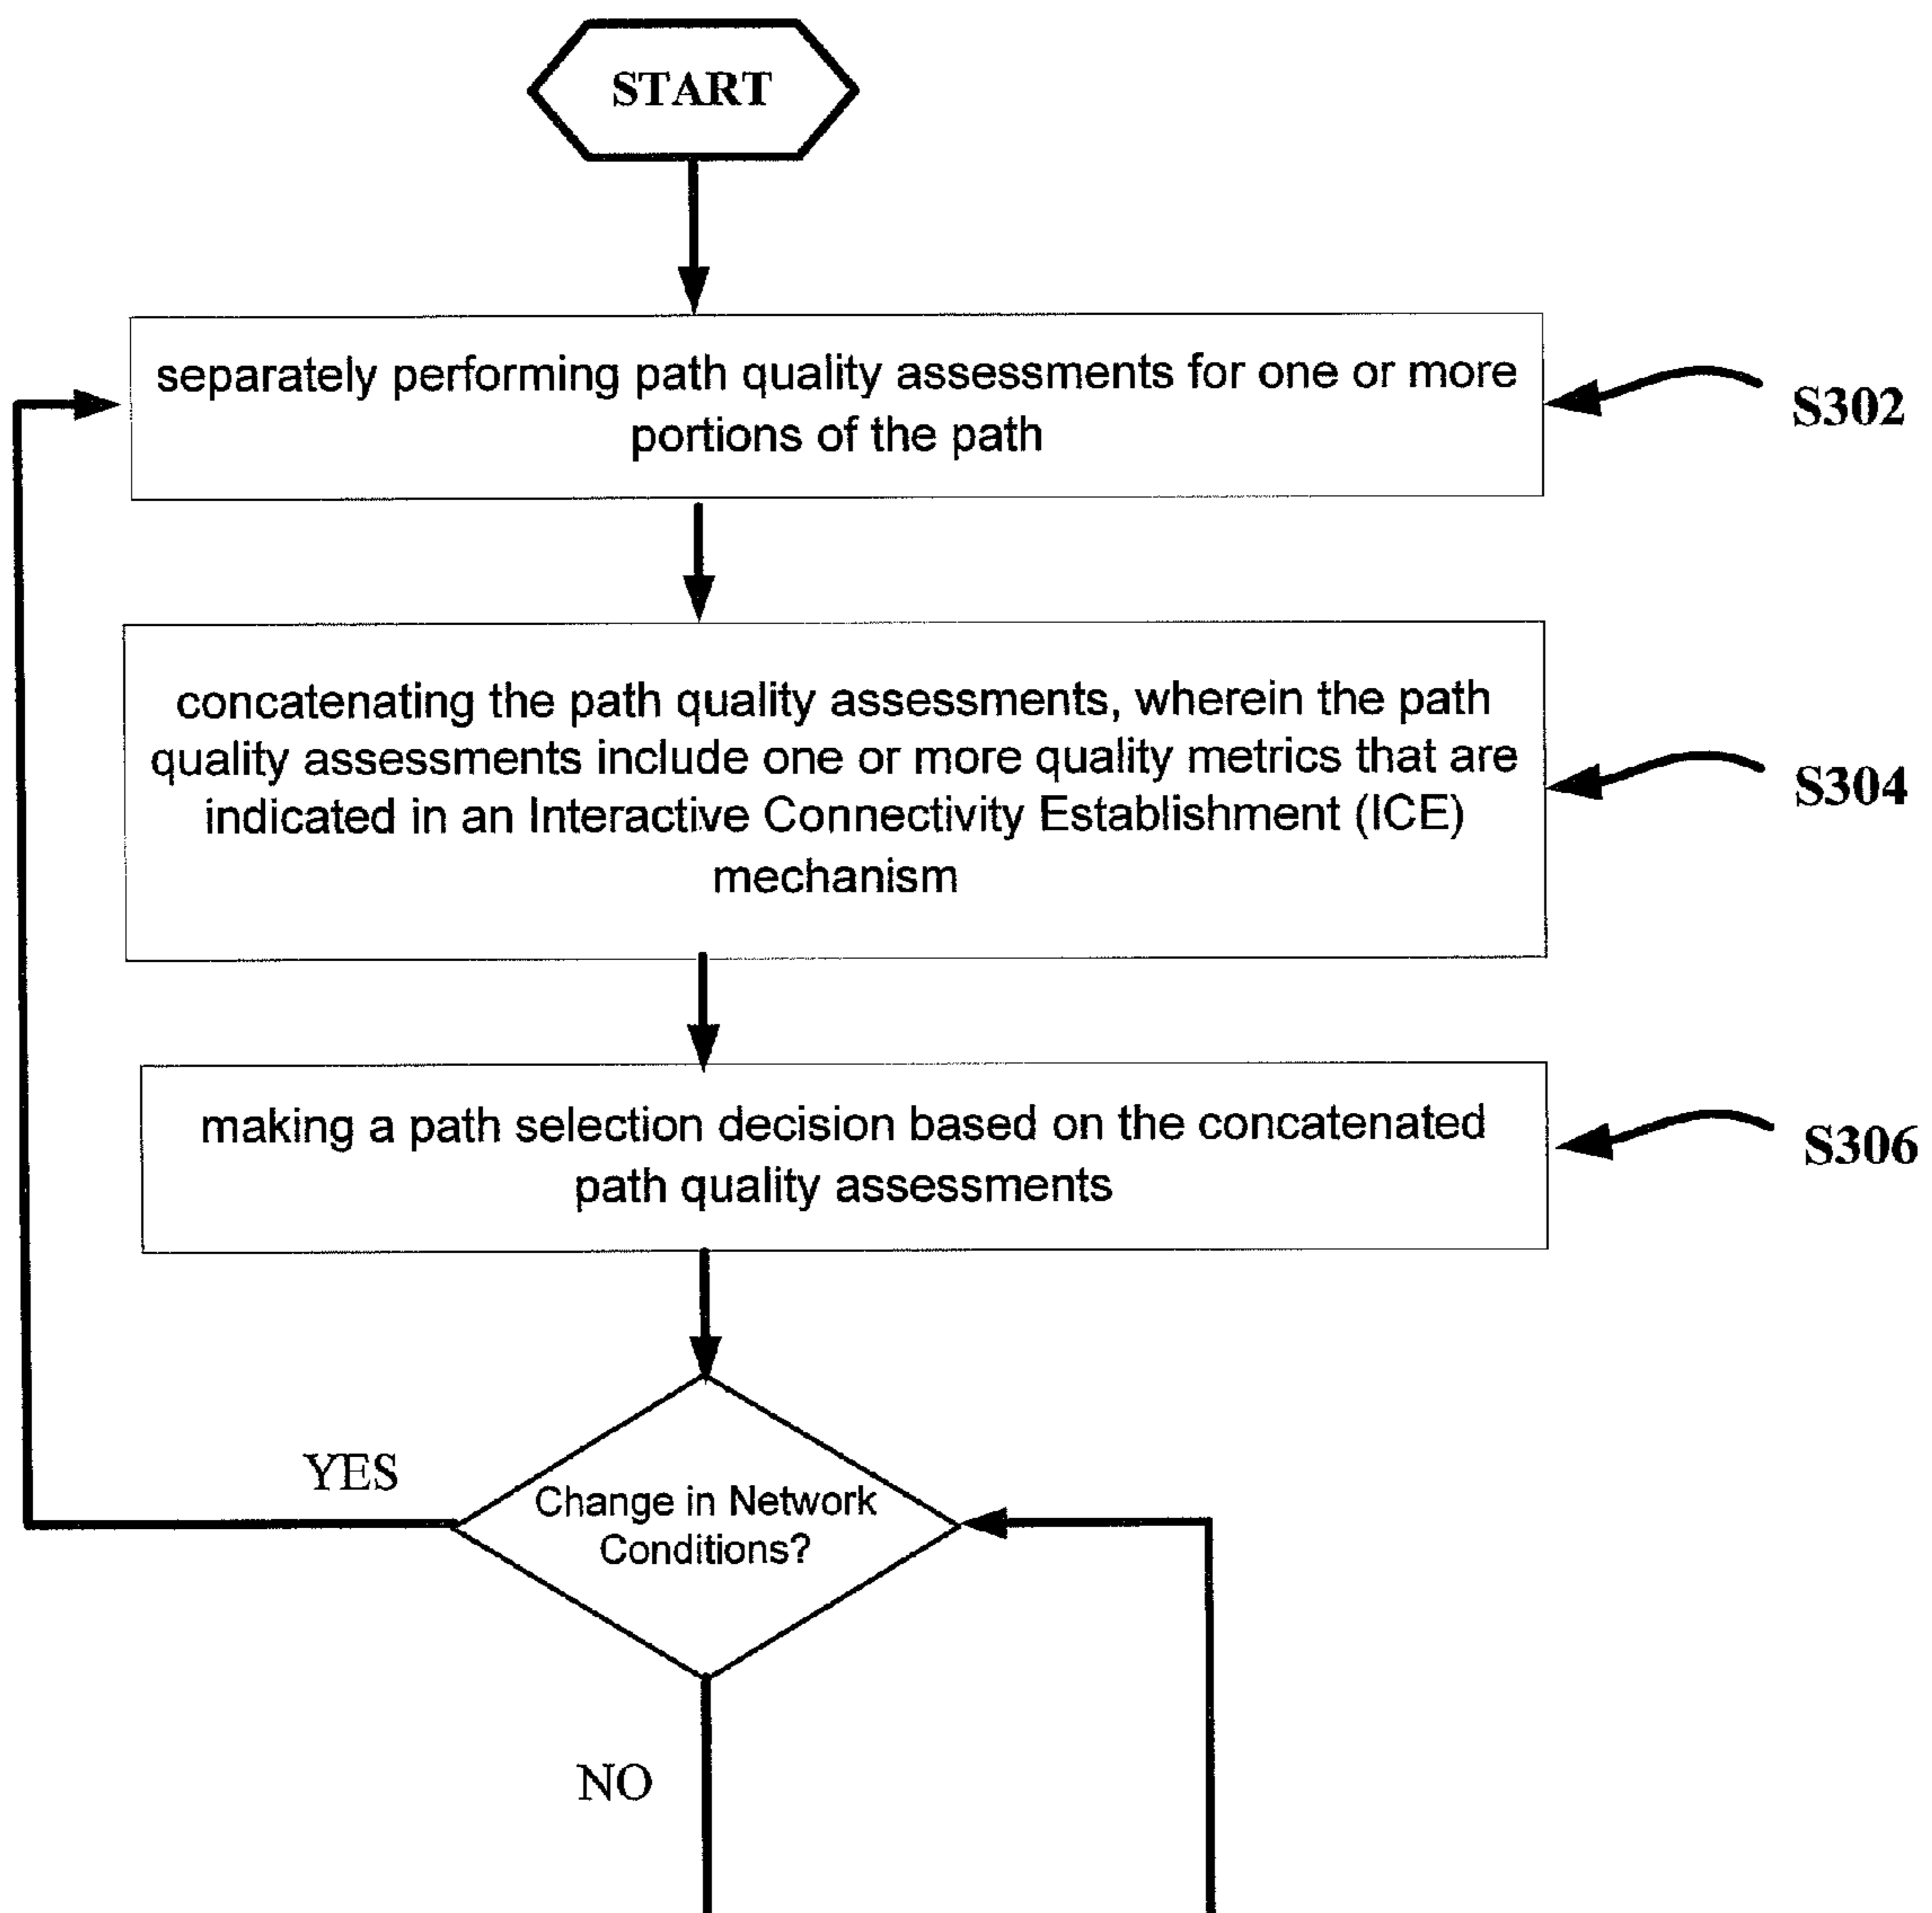 START
separately performing path quality assessments for one or more
portions of the path
S302
concatenating the path quality assessments, wherein the path
quality assessments include one or more quality metrics that are
indicated in an Interactive Connectivity Establishment (ICE)
mechanism
S304
making a path selection decision based on the concatenated
path quality assessments
S306
YES
Change in Network
Conditions?
NO